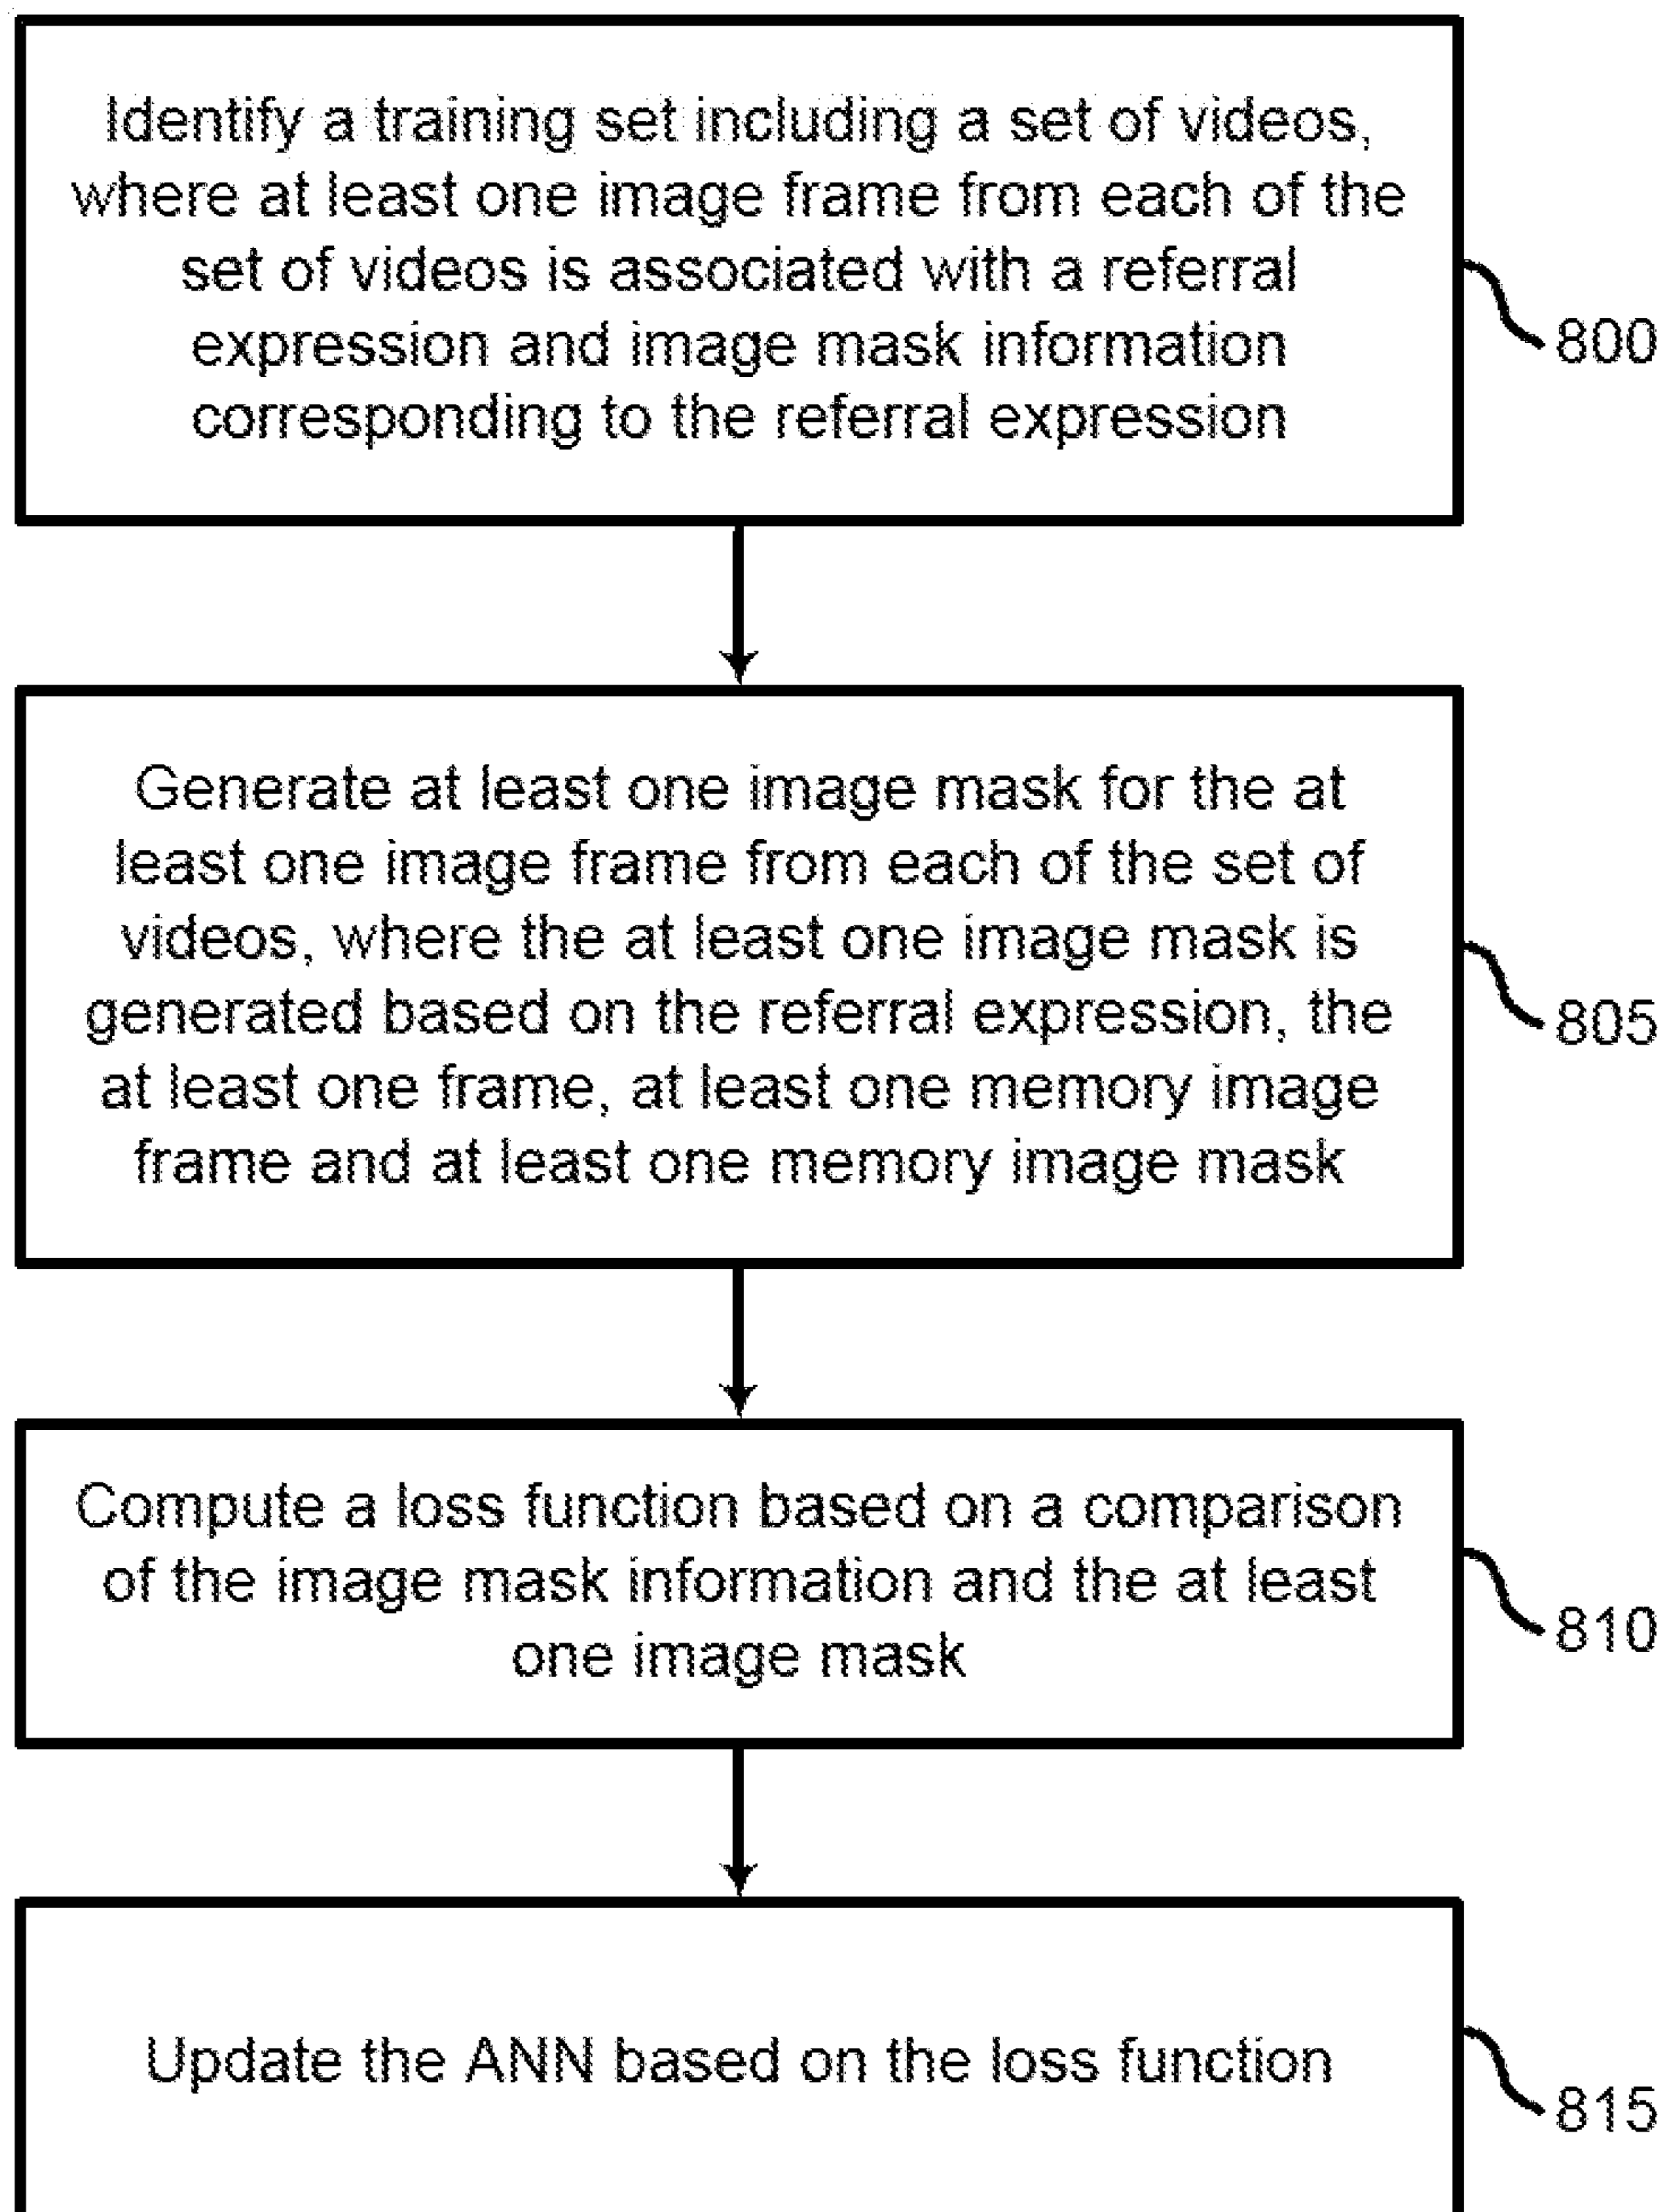 Identify a training set including a set of videos,
where at least one image frame from each of the
set of videos is associated with a referral
expression and image mask information
corresponding to the referral expression
800
Generate at least one image mask for the at
least one image frame from each of the set of
videos, where the at least one image mask is
generated based on the referral expression, the
at least one frame, at least one memory image
frame and at least one memory image mask
805
Compute a loss function based on a comparison
of the image mask information and the at least
one image mask
810
Update the ANN based on the loss function
815